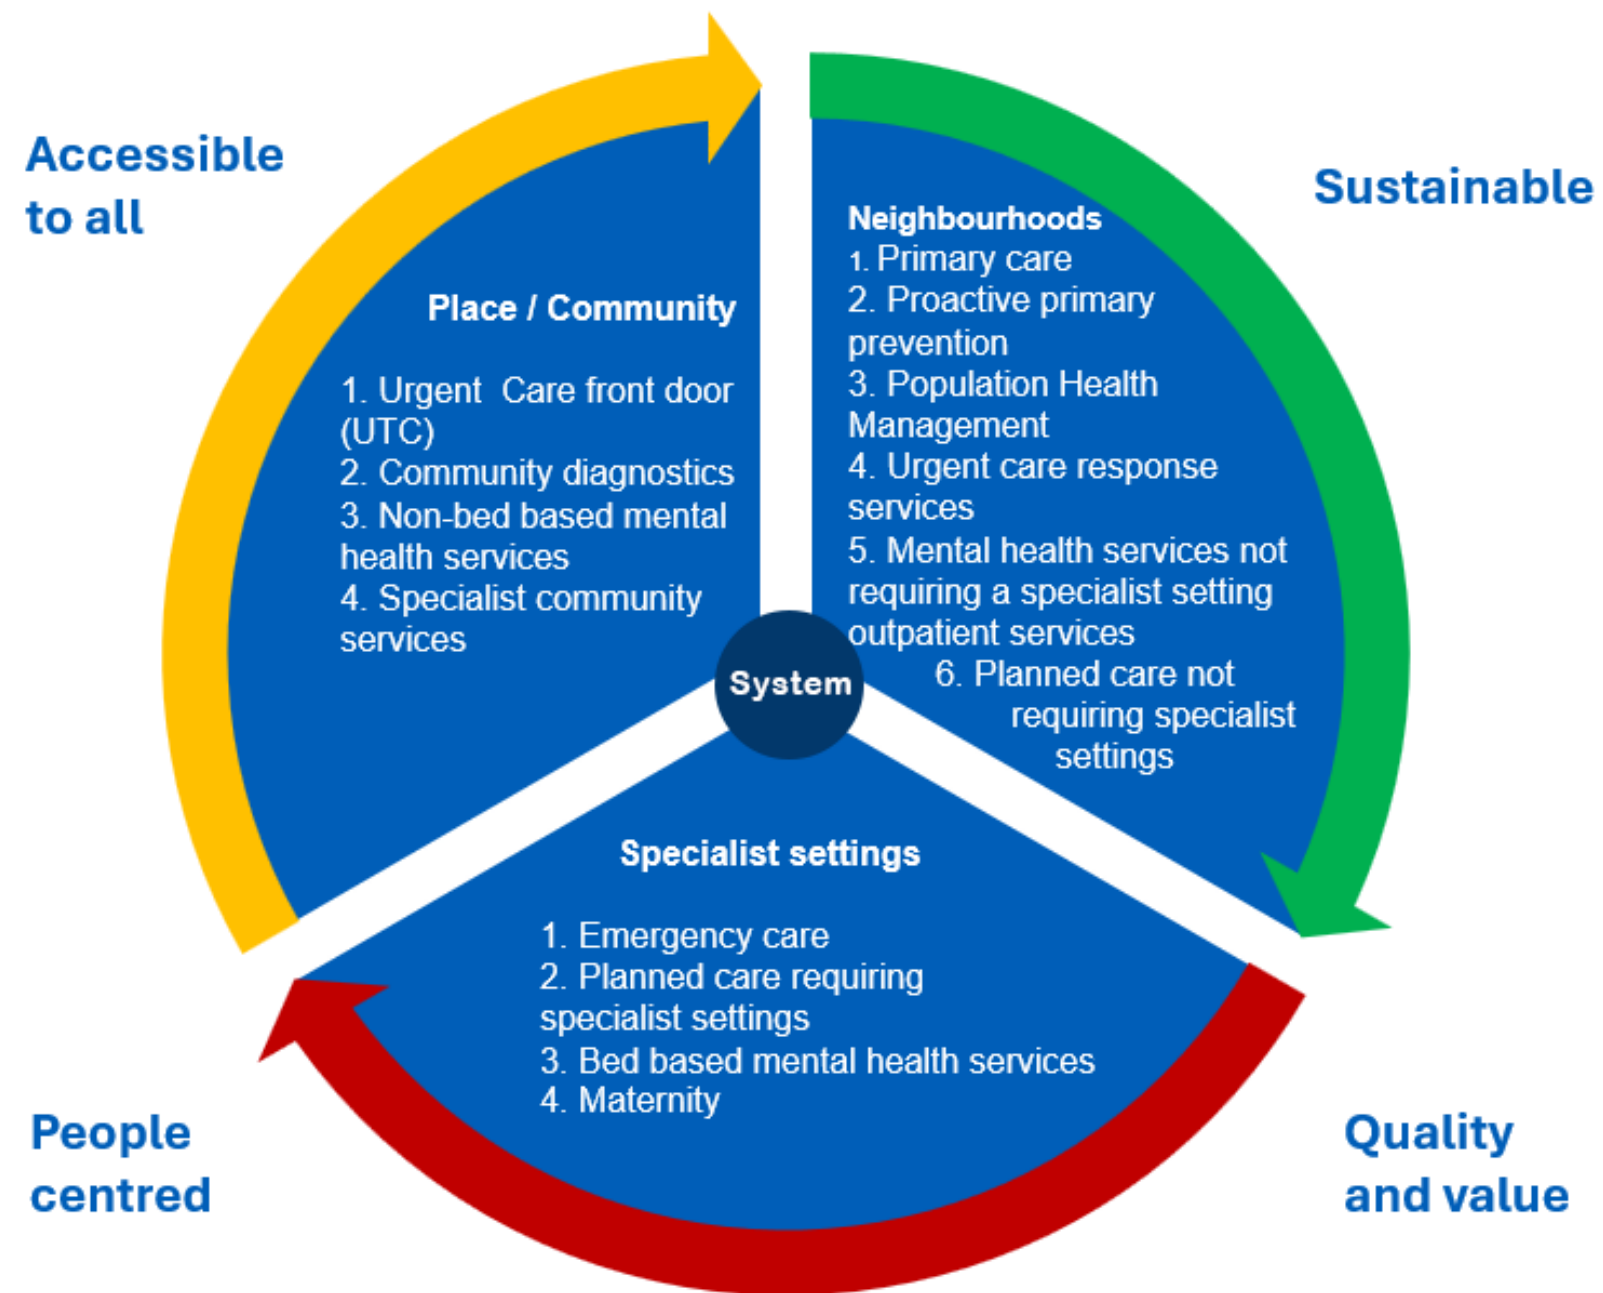 Accessible
to all
Sustainable
Place / Community
1. Urgent  Care front door
(UTC)
2. Community diagnostics
3. Non-bed based mental
health services
4. Specialist community
services
Neighbourhoods
1. Primary care
2. Proactive primary
prevention
3. Population Health
Management
4. Urgent care response
services
5. Mental health services not
requiring a specialist setting
outpatient services
6. Planned care not
requiring specialist
settings
System
Specialist settings
1. Emergency care
2. Planned care requiring
specialist settings
3. Bed based mental health services
4. Maternity
People
centred
Quality
and value